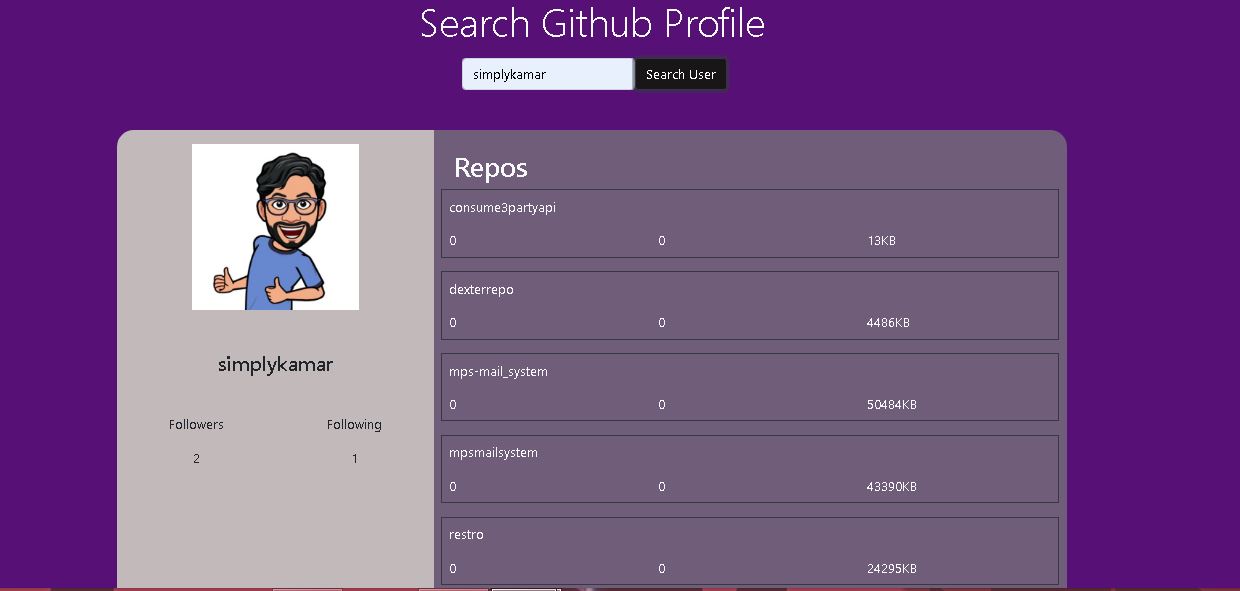 Search Github Profile
simplykamar Search User
simplykamar
Followers Following
2 1
Repos
consume3partyapi
0 0 13KB
dexterrepo
0 0 4486KB
mps-mail_system
0 0 50484KB
mpsmailsystem
0 0 43390KB
restro
0 0 24295KB